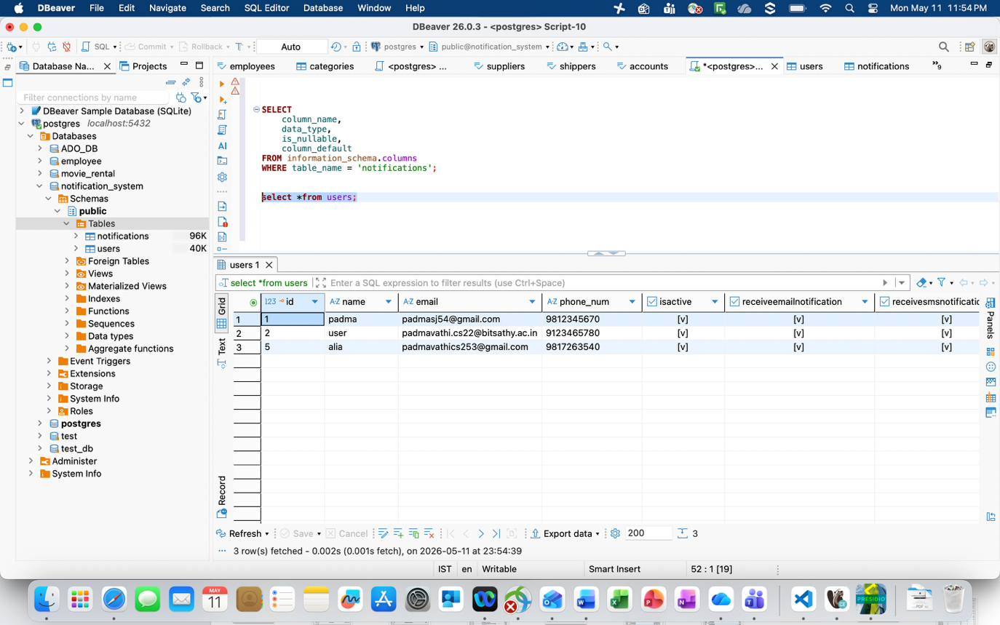 DBeaver File Edit Navigate Search SQL Editor Database Window Help Mon May 11 11:54 PM
DBeaver 26.0.3 - <postgres> Script-10
SQL Commit Rollback T Auto postgres public@notification_system
Database Na... Projects
employees categories <postgres> ... suppliers shippers accounts *<postgres>... users notifications »9
Filter connections by name
DBeaver Sample Database (SQLite)
postgres localhost:5432
Databases
ADO_DB
employee
movie_rental
notification_system
Schemas
public
Tables
notifications 96K
users 40K
Foreign Tables
Views
Materialized Views
Indexes
Functions
Sequences
Data types
Aggregate functions
Event Triggers
Extensions
Storage
System Info
Roles
postgres
test
test_db
Administer
System Info
AI
SELECT
column_name,
data_type,
is_nullable,
column_default
FROM information_schema.columns
WHERE table_name = 'notifications';
select *from users;
users 1
select *from users Enter a SQL expression to filter results (use Ctrl+Space)
Grid
Text
Record
Panels
123 id A-Z name A-Z email A-Z phone_num isactive receiveemailnotification receivesmsnotificatio
1 1 padma padmasj54@gmail.com 9812345670 [v] [v] [v]
2 2 user padmavathi.cs22@bitsathy.ac.in 9123465780 [v] [v] [v]
3 5 alia padmavathics253@gmail.com 9817263540 [v] [v] [v]
Refresh Save Cancel Export data 200 3
3 row(s) fetched - 0.002s (0.001s fetch), on 2026-05-11 at 23:54:39
IST en Writable Smart Insert 52 : 1 [19]
MAY
11
PRESIDIO